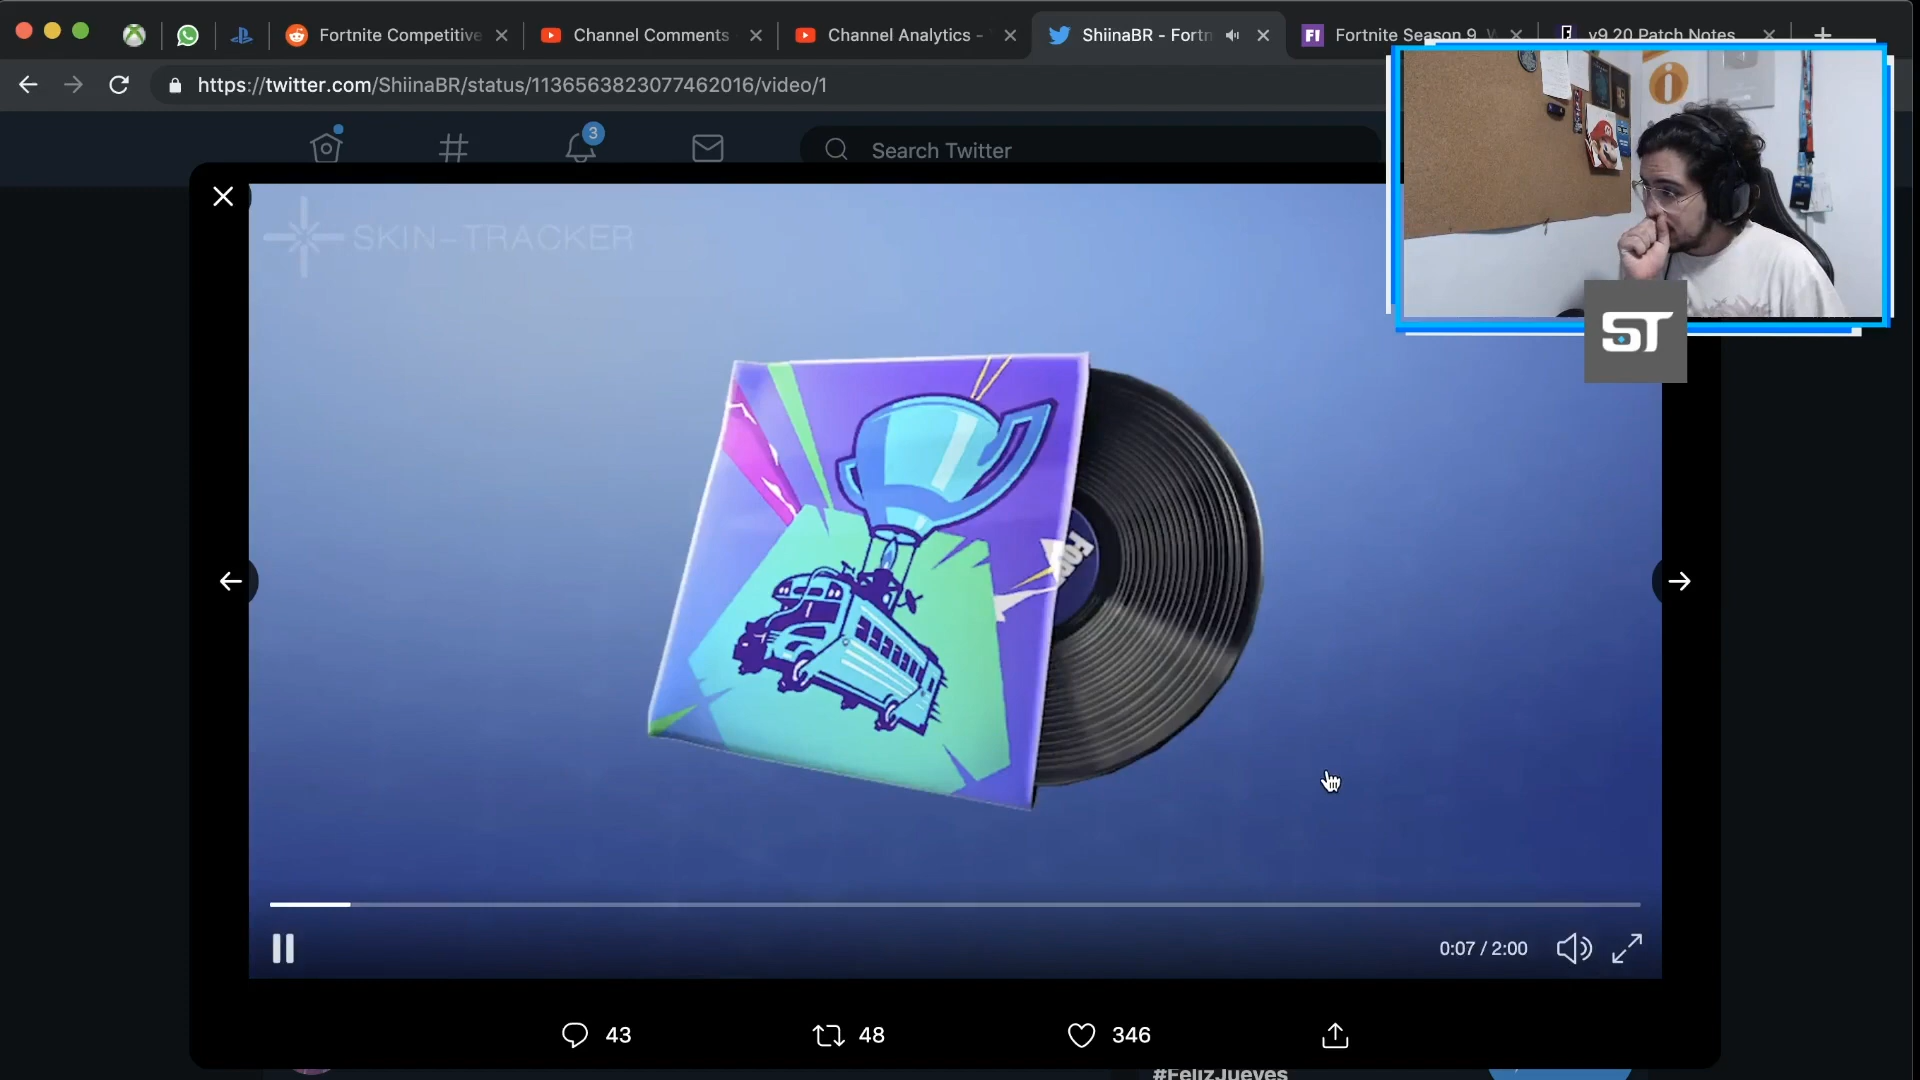 Fortnite Competitive
Channel Comments
Channel Analytics -
ShiinaBR - Fortn
Fortnite Season 9
v9.20 Patch Notes
https://twitter.com/ShiinaBR/status/1136563823077462016/video/1
3
Search Twitter
SKIN-TRACKER
ST
0:07 / 2:00
43
48
346
#FelizJueves